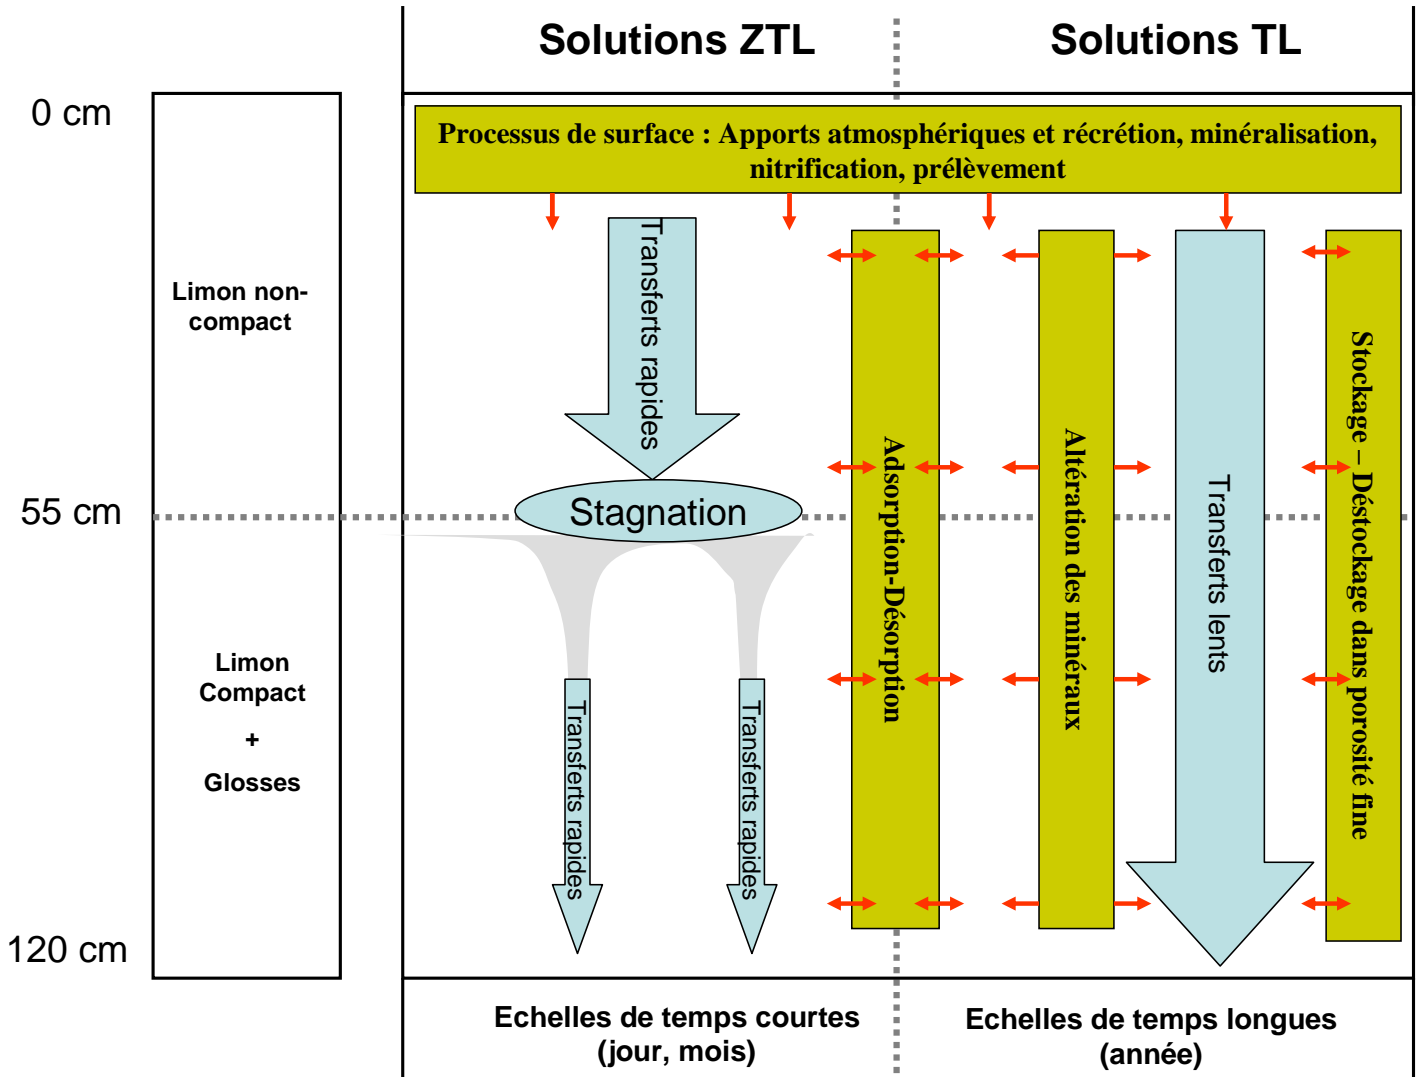 Solutions ZTL
Solutions TL
0 cm
Processus de surface : Apports atmosphériques et récrétion, minéralisation,
nitrification, prélèvement
Limon non-
compact
Transferts rapides
Stagnation
55 cm
Adsorption-Désorption
Altération des minéraux
Transferts lents
Stockage – Déstockage dans porosité fine
Limon
Compact
+
Glosses
Transferts rapides
Transferts rapides
120 cm
Echelles de temps courtes
(jour, mois)
Echelles de temps longues
(année)